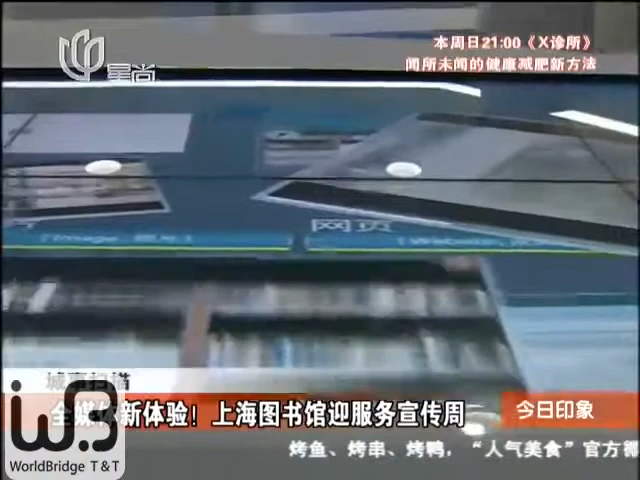 星尚
本周日21:00《X诊所》
闻所未闻的健康减肥新方法
网页
城事扫描
全媒体新体验！上海图书馆迎服务宣传周
今日印象
烤鱼、烤串、烤鸭，“人气美食”官方微
WB
WorldBridge T&T